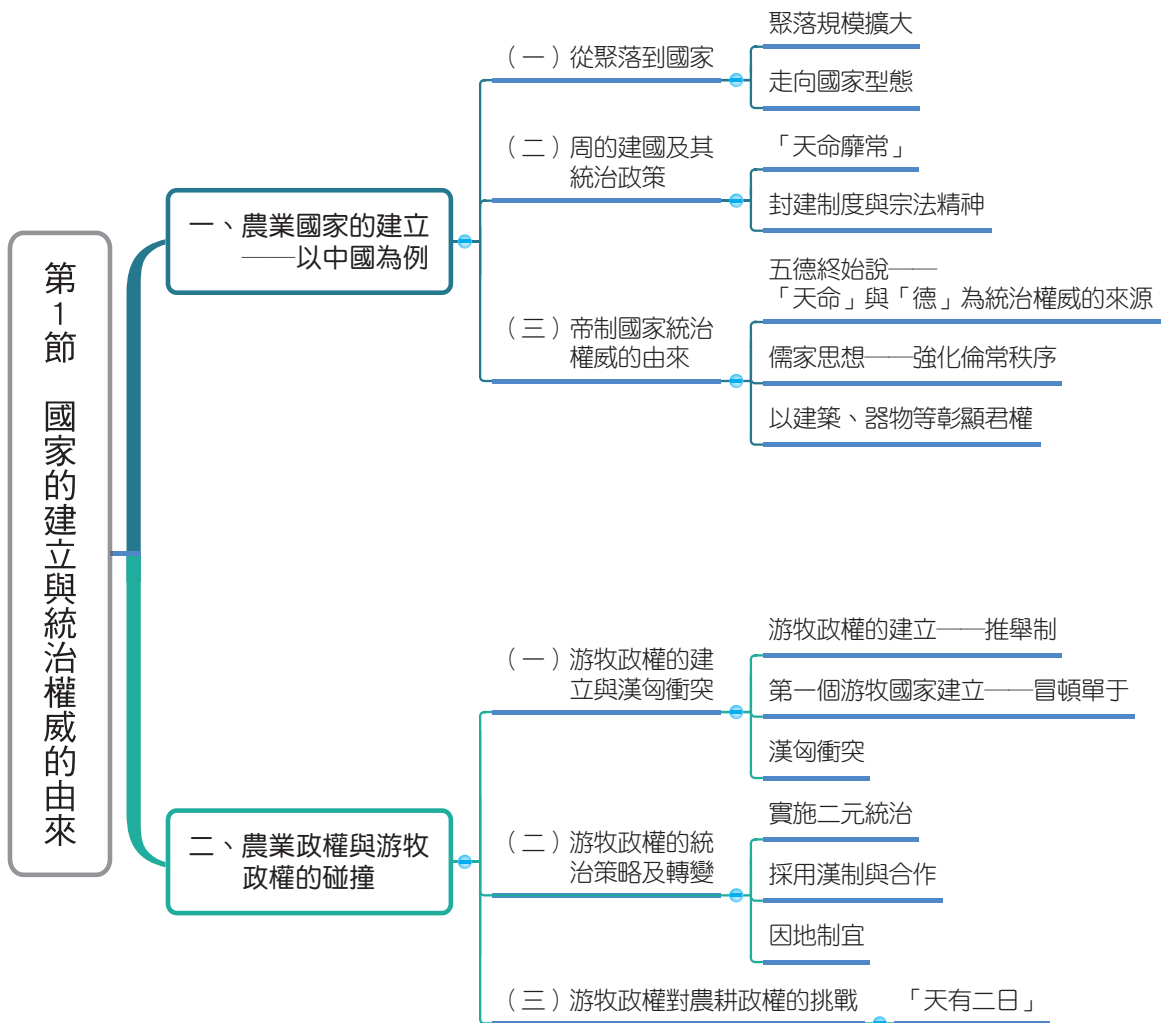 第1節　國家的建立與統治權威的由來
一、農業國家的建立
——以中國為例
（一）從聚落到國家
聚落規模擴大
走向國家型態
（二）周的建國及其
統治政策
「天命靡常」
封建制度與宗法精神
（三）帝制國家統治
權威的由來
五德終始說——
「天命」與「德」為統治權威的來源
儒家思想——強化倫常秩序
以建築、器物等彰顯君權
二、農業政權與游牧
政權的碰撞
（一）游牧政權的建
立與漢匈衝突
游牧政權的建立——推舉制
第一個游牧國家建立——冒頓單于
漢匈衝突
（二）游牧政權的統
治策略及轉變
實施二元統治
採用漢制與合作
因地制宜
（三）游牧政權對農耕政權的挑戰
「天有二日」